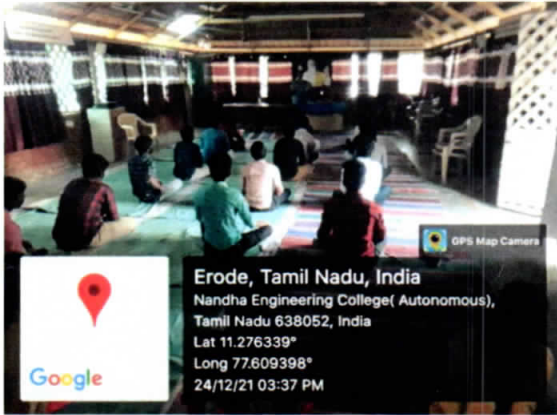 GPS Map Camera
Erode, Tamil Nadu, India
Nandha Engineering College( Autonomous),
Tamil Nadu 638052, India
Lat 11.276339°
Long 77.609398°
24/12/21 03:37 PM
Google